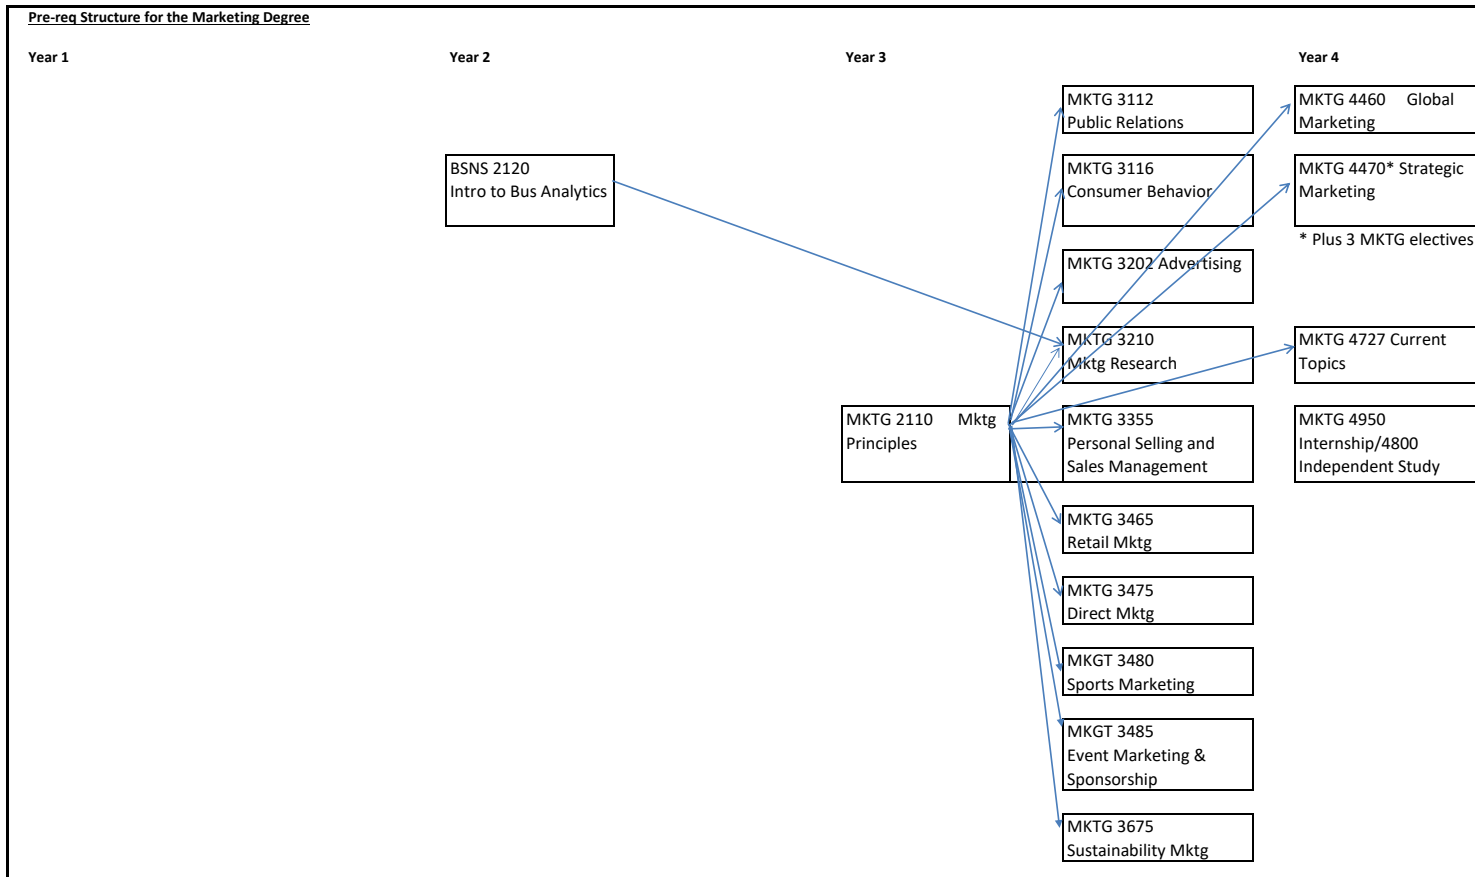 Pre-req Structure for the Marketing Degree
Year 1
Year 2
Year 3
Year 4
BSNS 2120
Intro to Bus Analytics
MKTG 2110 Mktg
Principles
MKTG 3112
Public Relations
MKTG 3116
Consumer Behavior
MKTG 3202 Advertising
MKTG 3210
Mktg Research
MKTG 3355
Personal Selling and
Sales Management
MKTG 3465
Retail Mktg
MKTG 3475
Direct Mktg
MKGT 3480
Sports Marketing
MKGT 3485
Event Marketing &
Sponsorship
MKTG 3675
Sustainability Mktg
MKTG 4460 Global
Marketing
MKTG 4470* Strategic
Marketing
* Plus 3 MKTG electives
MKTG 4727 Current
Topics
MKTG 4950
Internship/4800
Independent Study